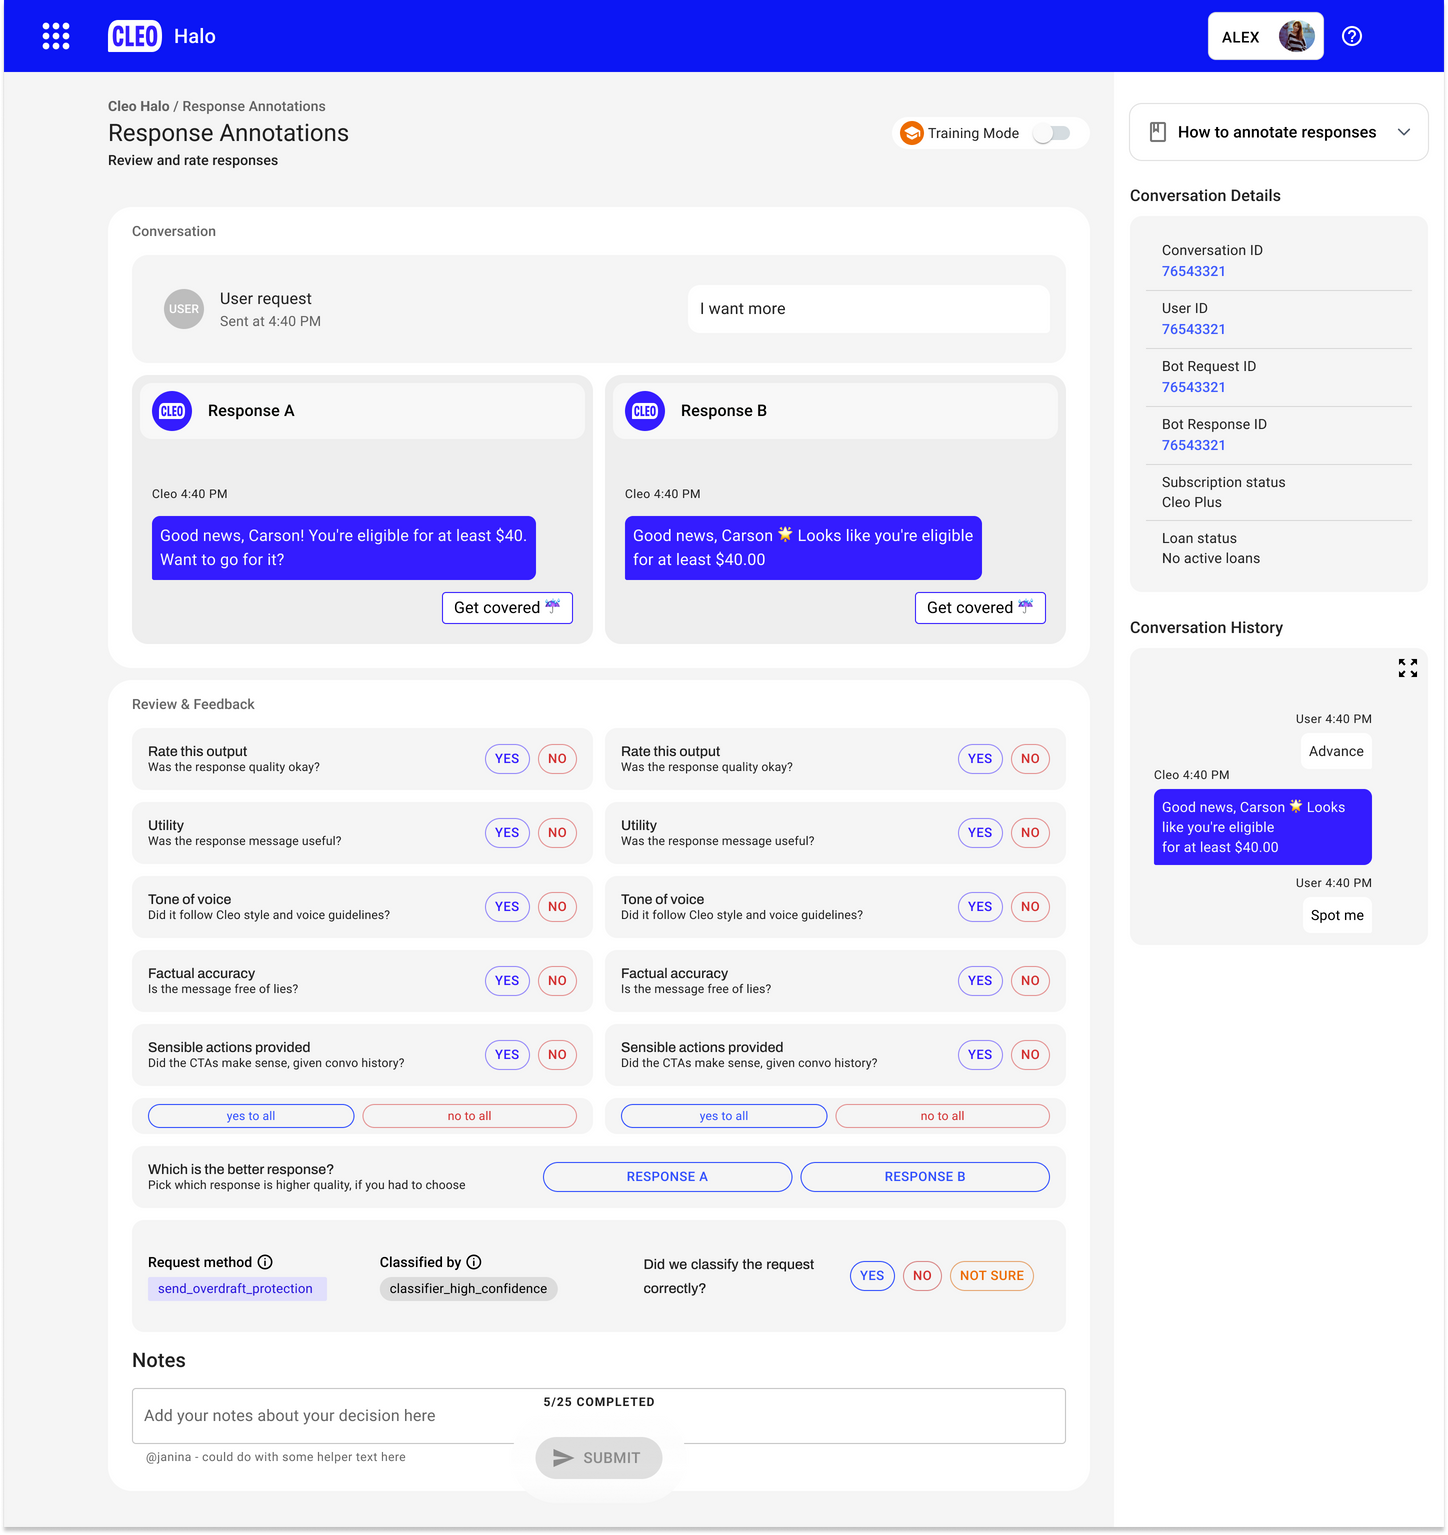 CLEO Halo
ALEX
Cleo Halo / Response Annotations
Response Annotations
Review and rate responses
Training Mode
Conversation
USER
User request
Sent at 4:40 PM
I want more
CLEO
Response A
Cleo 4:40 PM
Good news, Carson! You're eligible for at least $40.
Want to go for it?
Get covered ☔
CLEO
Response B
Cleo 4:40 PM
Good news, Carson 🌟 Looks like you're eligible
for at least $40.00
Get covered ☔
Review & Feedback
Rate this output
Was the response quality okay?
YES NO
Rate this output
Was the response quality okay?
YES NO
Utility
Was the response message useful?
YES NO
Utility
Was the response message useful?
YES NO
Tone of voice
Did it follow Cleo style and voice guidelines?
YES NO
Tone of voice
Did it follow Cleo style and voice guidelines?
YES NO
Factual accuracy
Is the message free of lies?
YES NO
Factual accuracy
Is the message free of lies?
YES NO
Sensible actions provided
Did the CTAs make sense, given convo history?
YES NO
Sensible actions provided
Did the CTAs make sense, given convo history?
YES NO
yes to all no to all
yes to all no to all
Which is the better response?
Pick which response is higher quality, if you had to choose
RESPONSE A RESPONSE B
Request method
send_overdraft_protection
Classified by
classifier_high_confidence
Did we classify the request
correctly?
YES NO NOT SURE
Notes
5/25 COMPLETED
Add your notes about your decision here
@janina - could do with some helper text here
SUBMIT
How to annotate responses
Conversation Details
Conversation ID
76543321
User ID
76543321
Bot Request ID
76543321
Bot Response ID
76543321
Subscription status
Cleo Plus
Loan status
No active loans
Conversation History
User 4:40 PM
Advance
Cleo 4:40 PM
Good news, Carson 🌟 Looks
like you're eligible
for at least $40.00
User 4:40 PM
Spot me